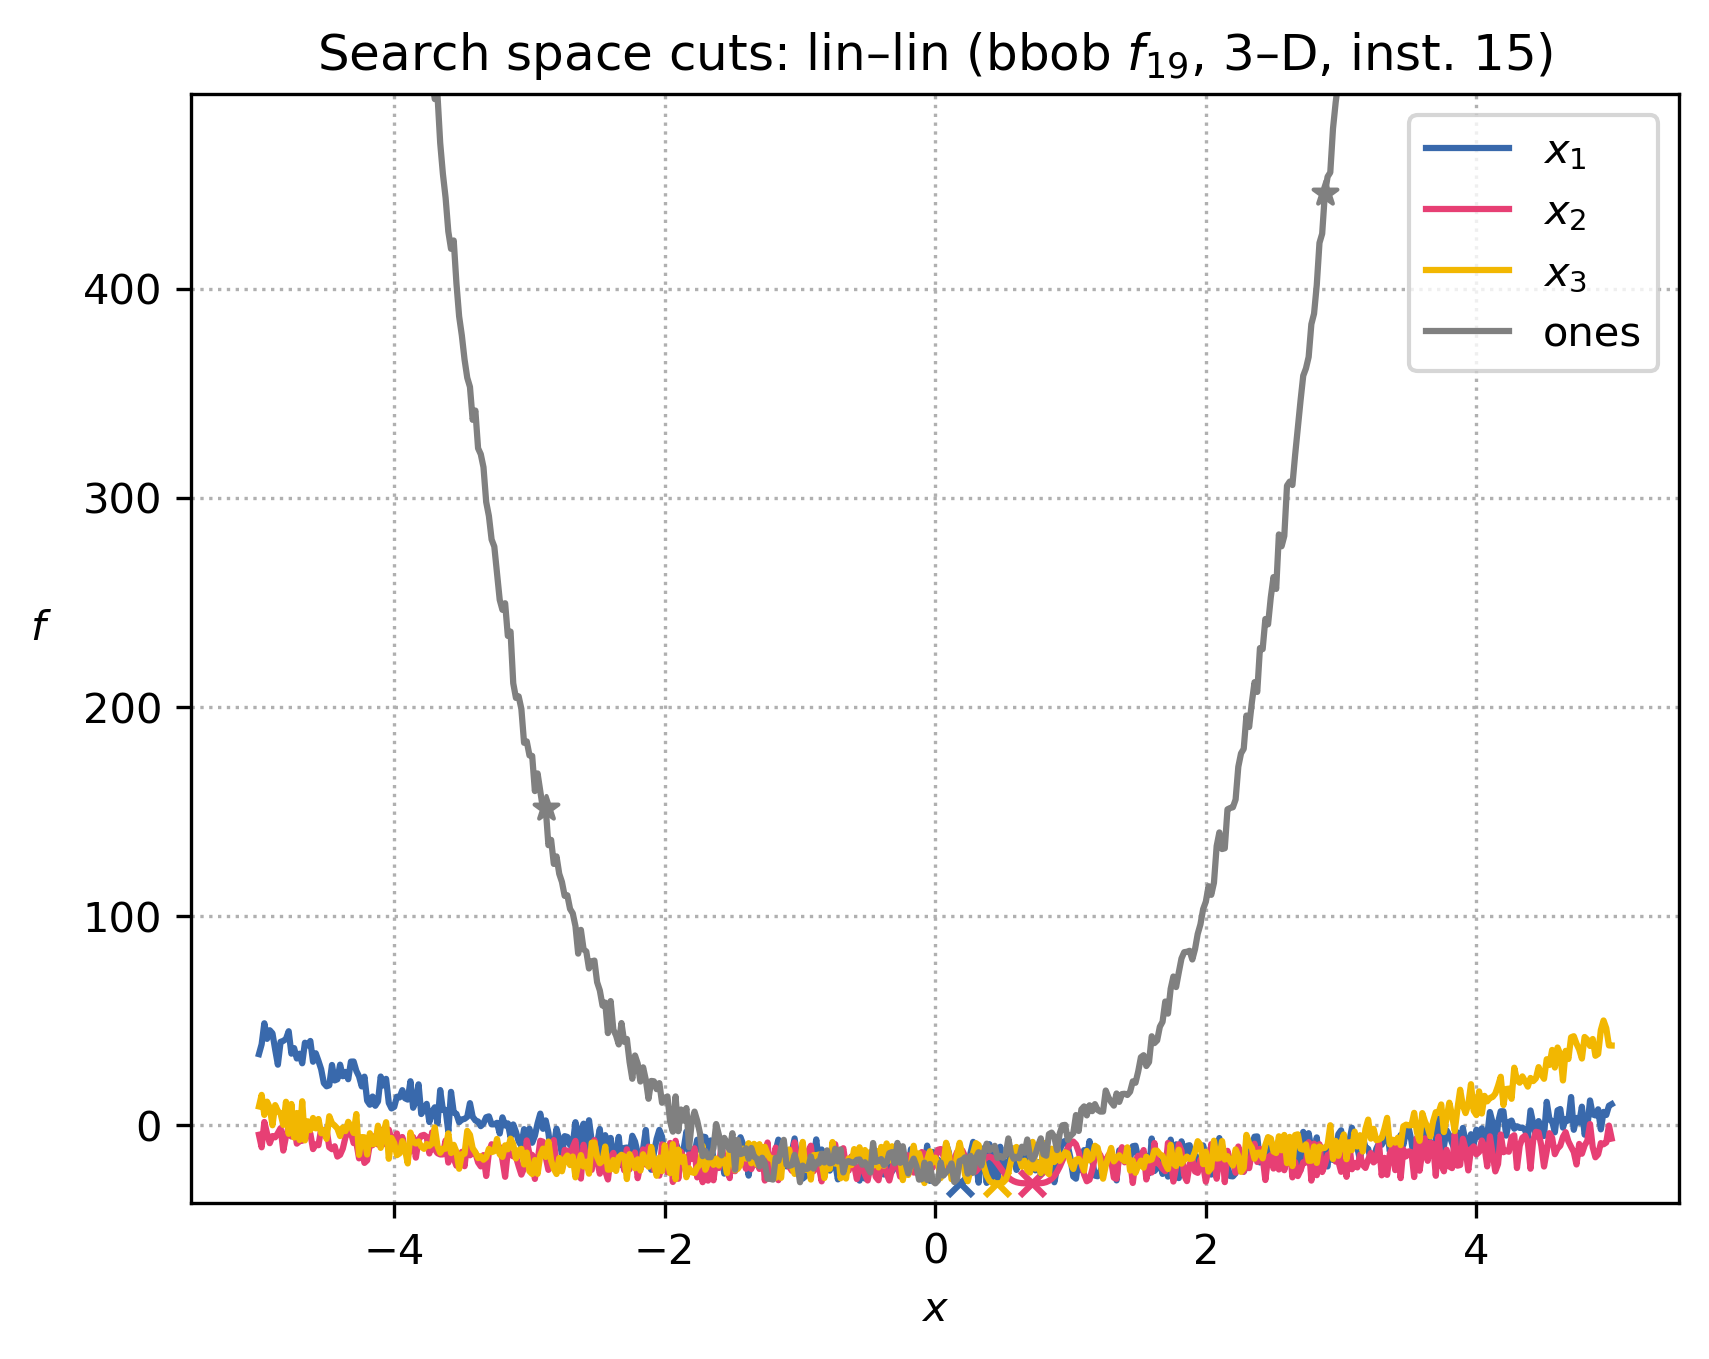 Search space cuts: lin–lin (bbob f₁₉, 3–D, inst. 15)
x₁
x₂
x₃
ones
f
400
300
200
100
0
−4
−2
0
2
4
x